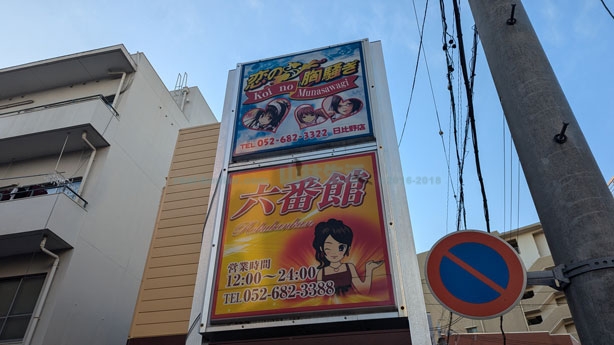 恋の
胸騒ぎ
Koi no Munasawagi
TEL 052-682-3322 日比野店
六番館
営業時間
12:00～24:00
TEL 052-682-3388